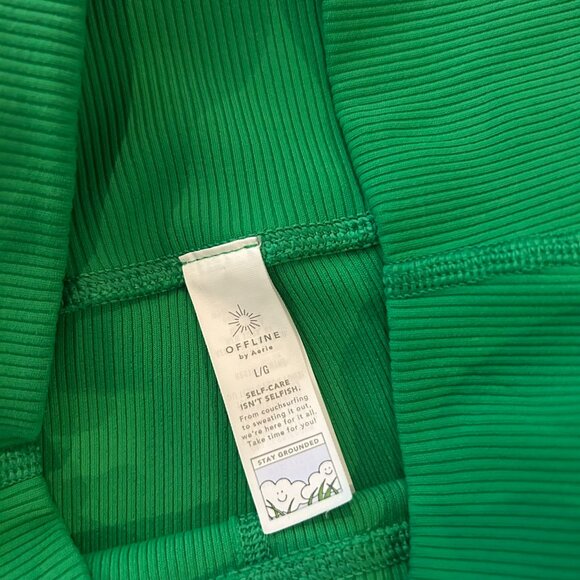 OFFLINE
by Aerie
L/G
SELF-CARE
ISN'T SELFISH.
From couchsurfing
to sweating it out,
we're here for it all.
Take time for you!
STAY GROUNDED